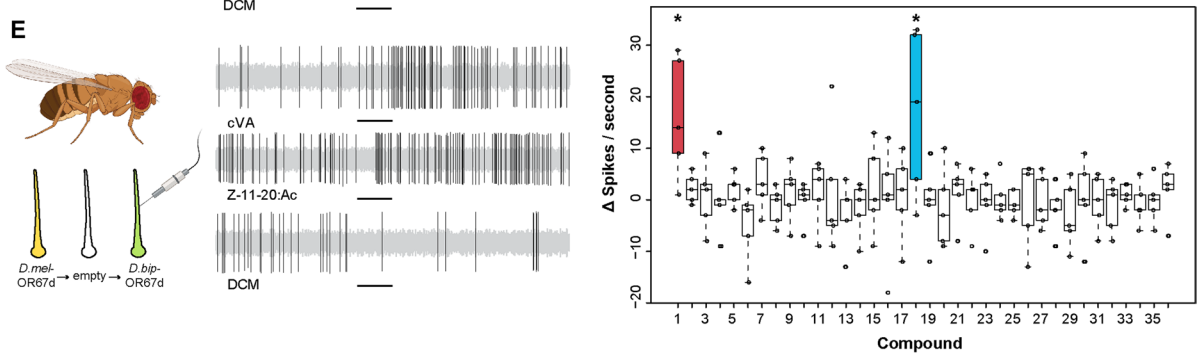 DCM
E
cVA
Z-11-20:Ac
DCM
D.mel-
OR67d
empty
D.bip-
OR67d
*
*
30
20
10
0
−10
−20
Δ Spikes / second
1 3 5 7 9 11 13 15 17 19 21 23 25 27 29 31 33 35
Compound